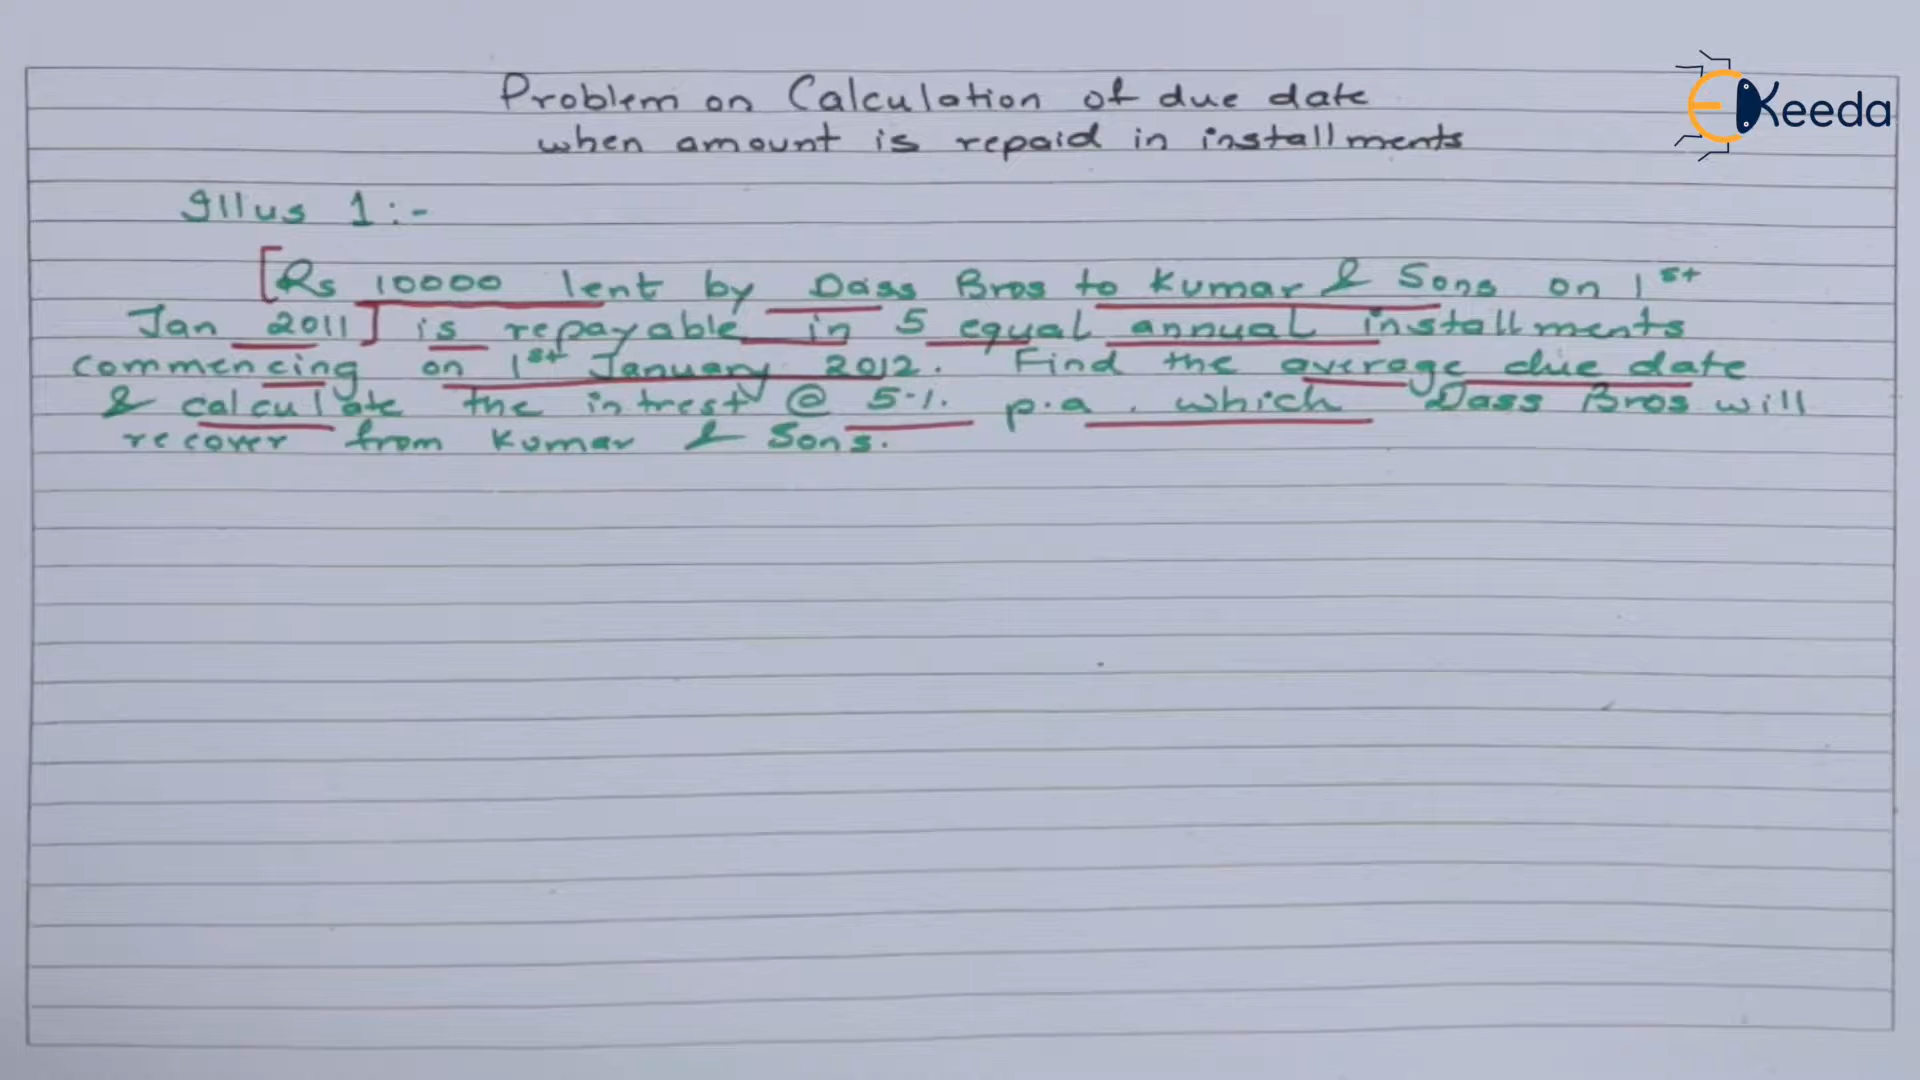 Problem on Calculation of due date
when amount is repaid in installments
Keeda
Illus 1:-
[Rs 10000 lent by Dass Bros to Kumar & Sons on 1st
Jan 2011] is repayable in 5 equal annual installments
commencing on 1st January 2012. Find the average due date
& calculate the intrest @ 5%. p.a. which Dass Bros will
recover from Kumar & Sons.